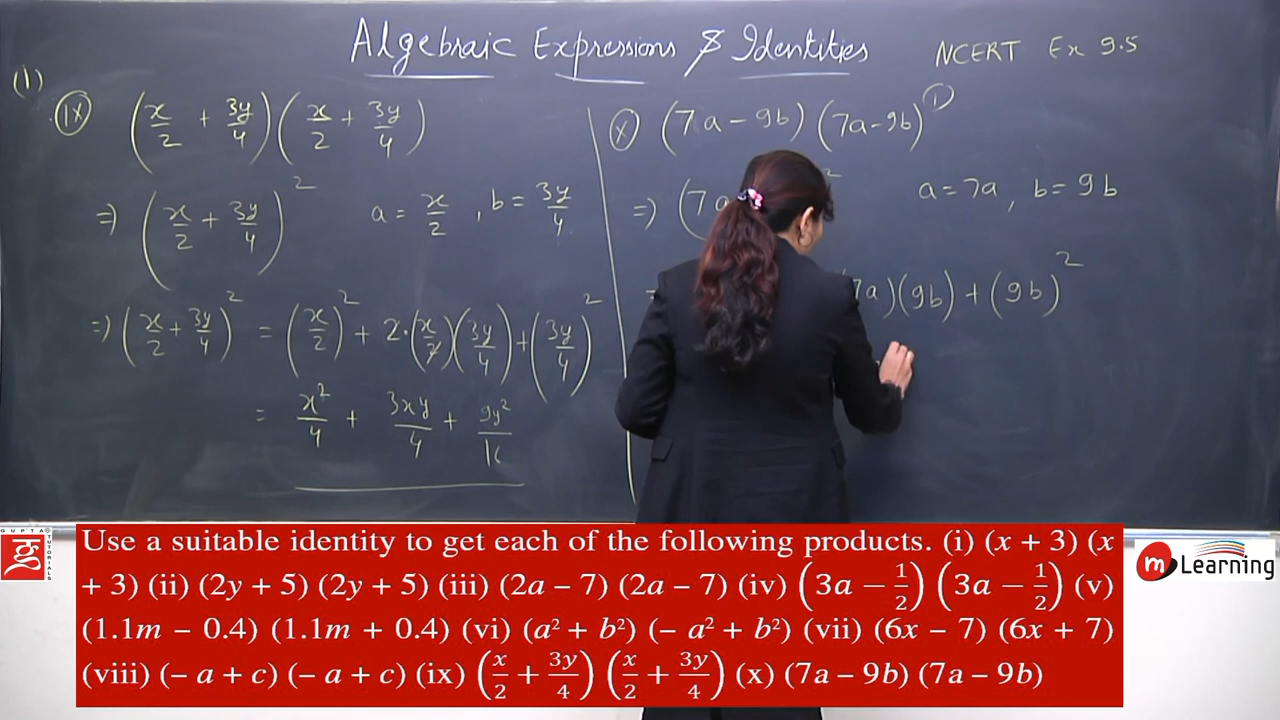 Algebraic Expressions & Identities
NCERT Ex 9.5
(1)
(ix) (x/2 + 3y/4)(x/2 + 3y/4)
⇒ (x/2 + 3y/4)² a = x/2 , b = 3y/4
⇒ (x/2 + 3y/4)² = (x/2)² + 2·(x/2)(3y/4) + (3y/4)²
= x²/4 + 3xy/4 + 9y²/16
(x) (7a - 9b) (7a - 9b) (1)
⇒ (7a ² a = 7a , b = 9b
7a)(9b) + (9b)²
Use a suitable identity to get each of the following products. (i) (x + 3) (x
+ 3) (ii) (2y + 5) (2y + 5) (iii) (2a – 7) (2a – 7) (iv) (3a – 1/2) (3a – 1/2) (v)
(1.1m – 0.4) (1.1m + 0.4) (vi) (a² + b²) (– a² + b²) (vii) (6x – 7) (6x + 7)
(viii) (– a + c) (– a + c) (ix) (x/2 + 3y/4) (x/2 + 3y/4) (x) (7a – 9b) (7a – 9b)
GUPTA
TUTORIALS
m Learning